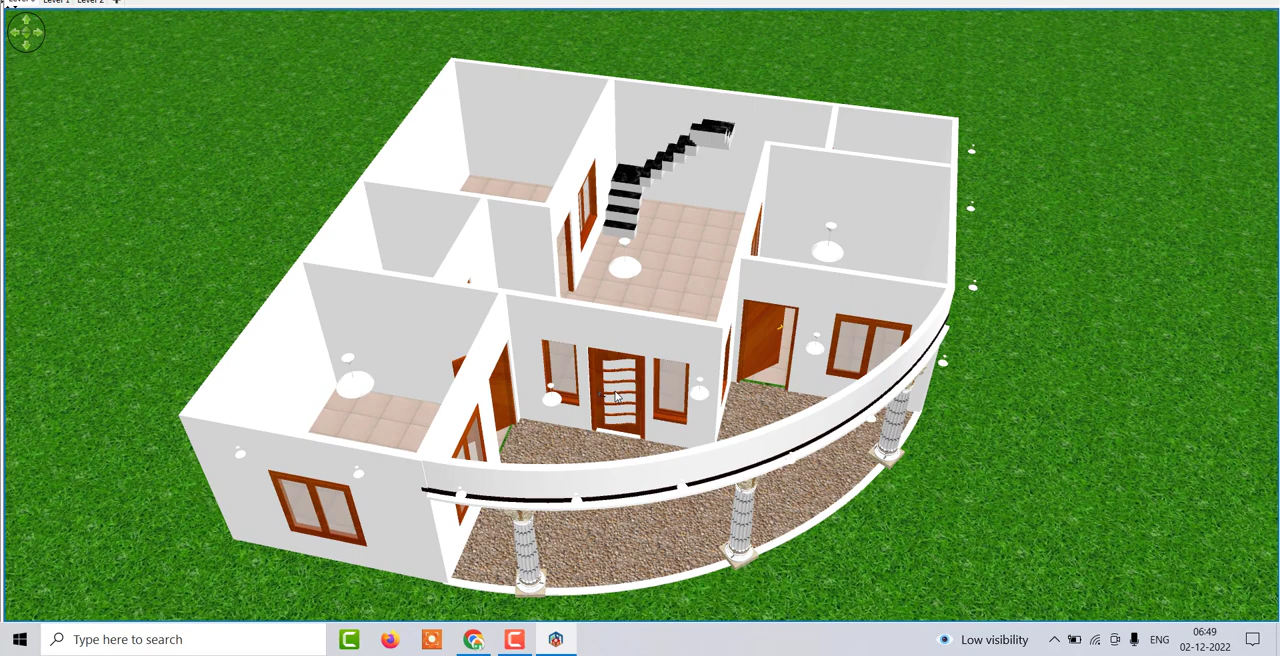 Level 1 Level 2
Type here to search
Low visibility
ENG
06:49
02-12-2022